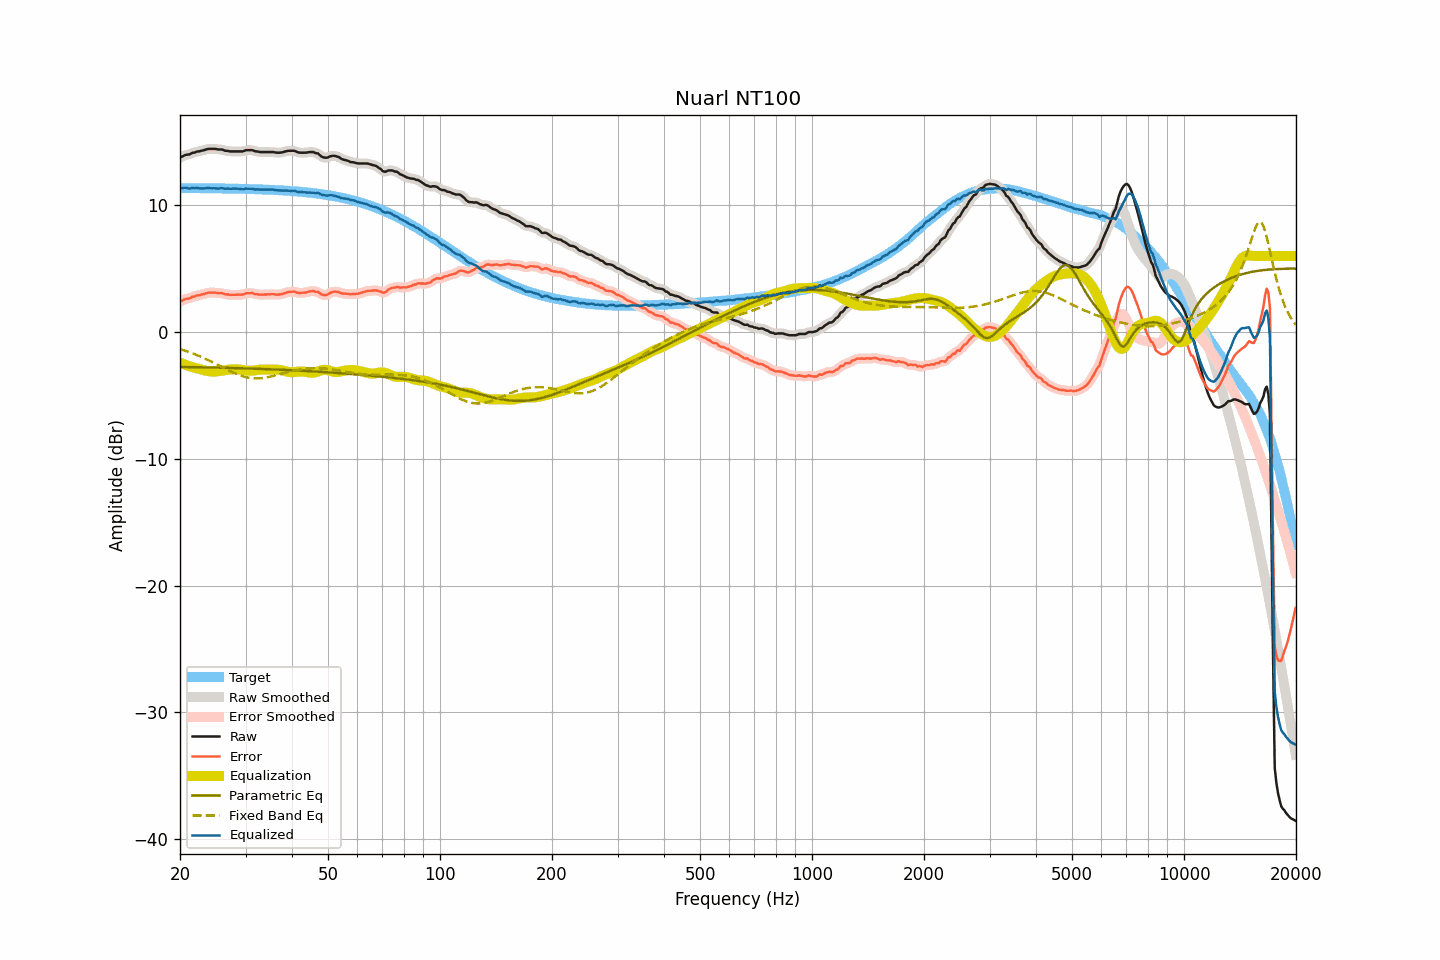 Nuarl NT100
10
0
−10
−20
−30
−40
Amplitude (dBr)
Target
Raw Smoothed
Error Smoothed
Raw
Error
Equalization
Parametric Eq
Fixed Band Eq
Equalized
20 50 100 200 500 1000 2000 5000 10000 20000
Frequency (Hz)